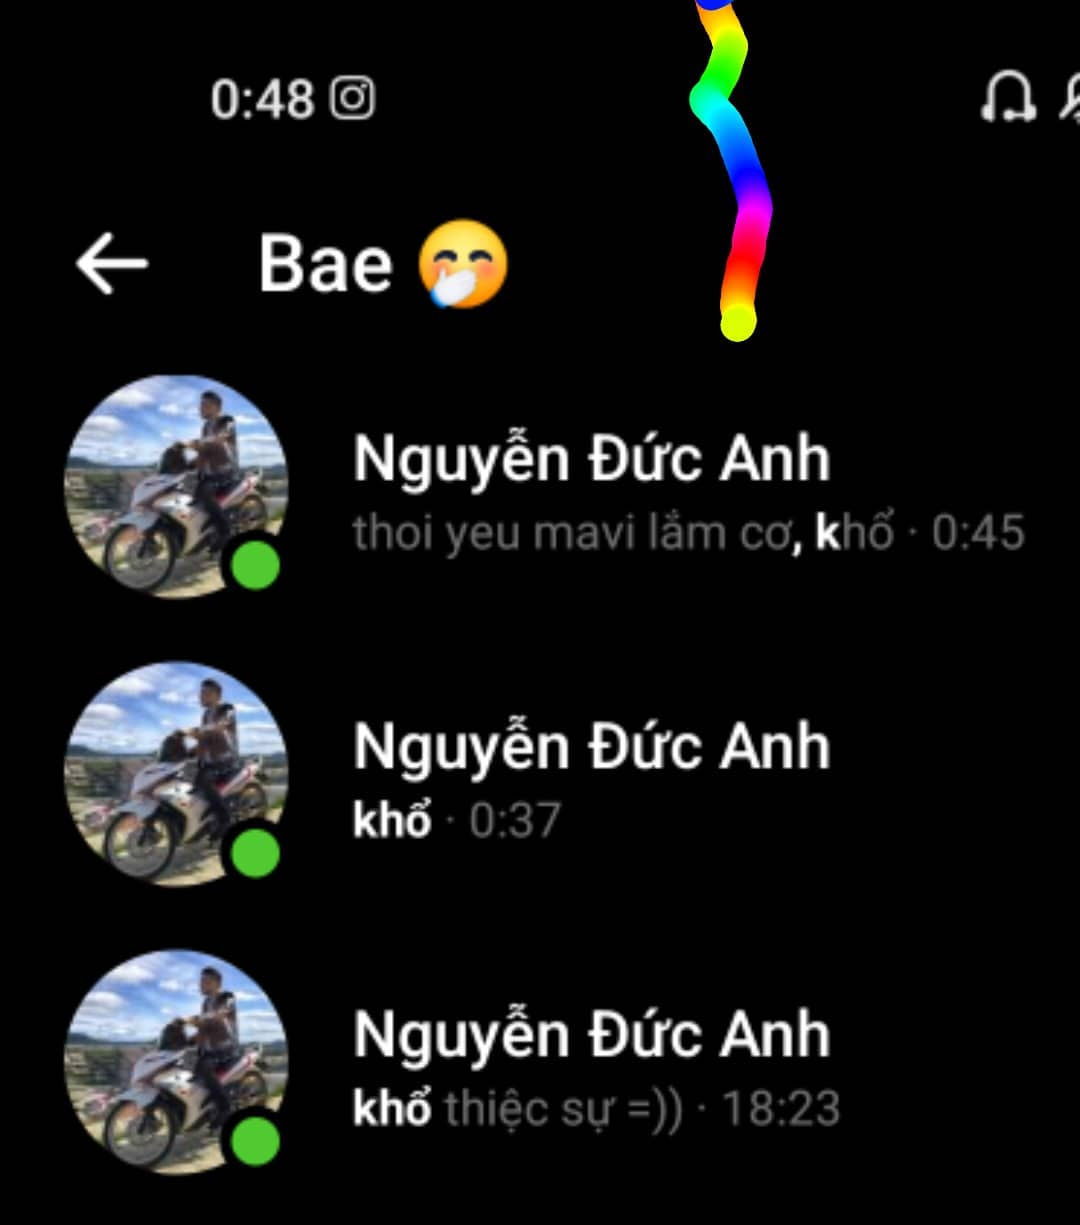 0:48
Bae 🤭
Nguyễn Đức Anh
thoi yeu mavi lắm cơ, khổ · 0:45
Nguyễn Đức Anh
khổ · 0:37
Nguyễn Đức Anh
khổ thiệc sự =)) · 18:23